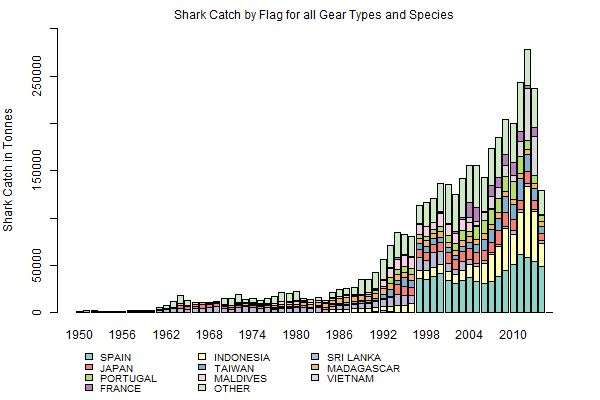 Shark Catch by Flag for all Gear Types and Species
Shark Catch in Tonnes
250000
150000
50000
0
1950 1956 1962 1968 1974 1980 1986 1992 1998 2004 2010
SPAIN INDONESIA SRI LANKA
JAPAN TAIWAN MADAGASCAR
PORTUGAL MALDIVES VIETNAM
FRANCE OTHER